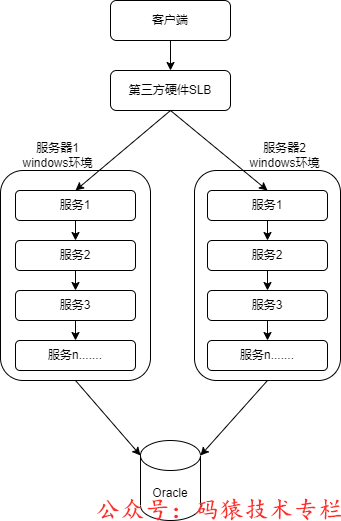 客户端
第三方硬件SLB
服务器1
windows环境
服务器2
windows环境
服务1
服务1
服务2
服务2
服务3
服务3
服务n.......
服务n.......
Oracle
公众号：码猿技术专栏